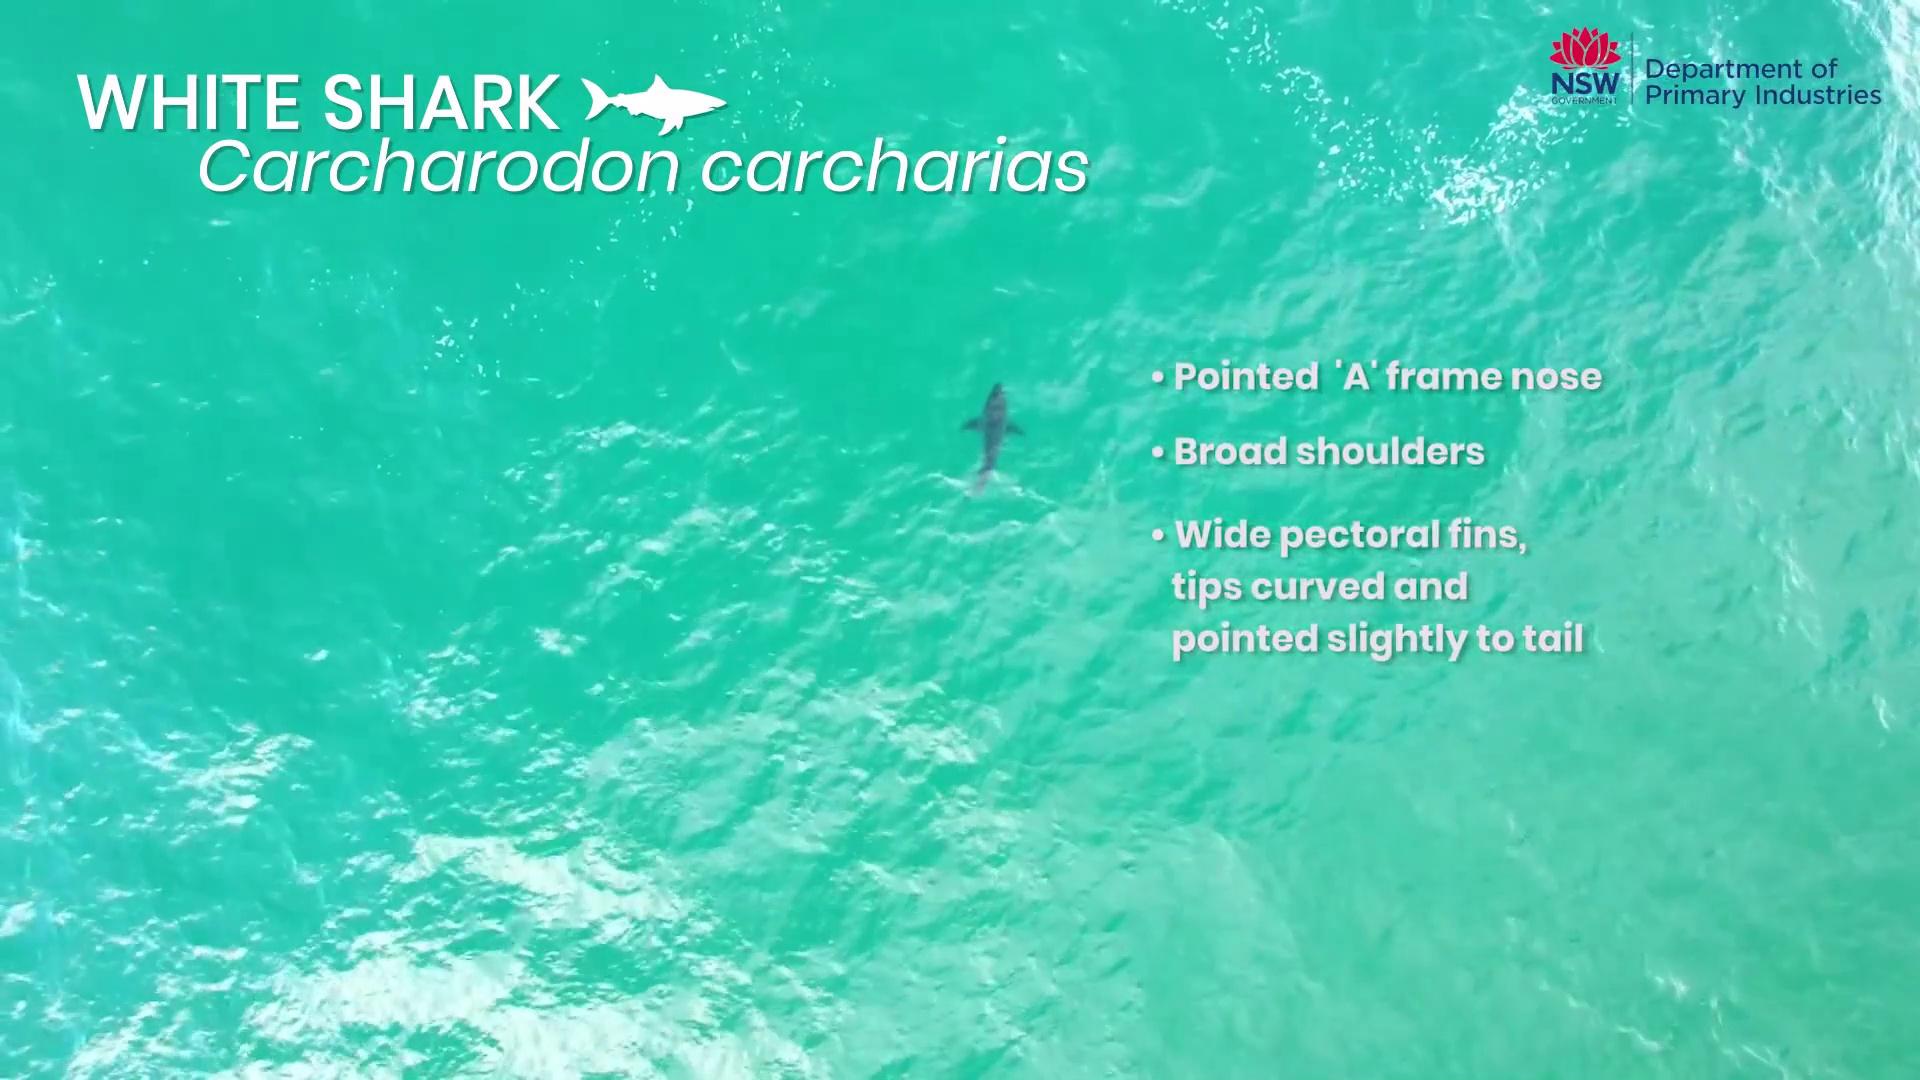 WHITE SHARK
Carcharodon carcharias
NSW
GOVERNMENT
Department of
Primary Industries
• Pointed 'A' frame nose
• Broad shoulders
• Wide pectoral fins,
tips curved and
pointed slightly to tail